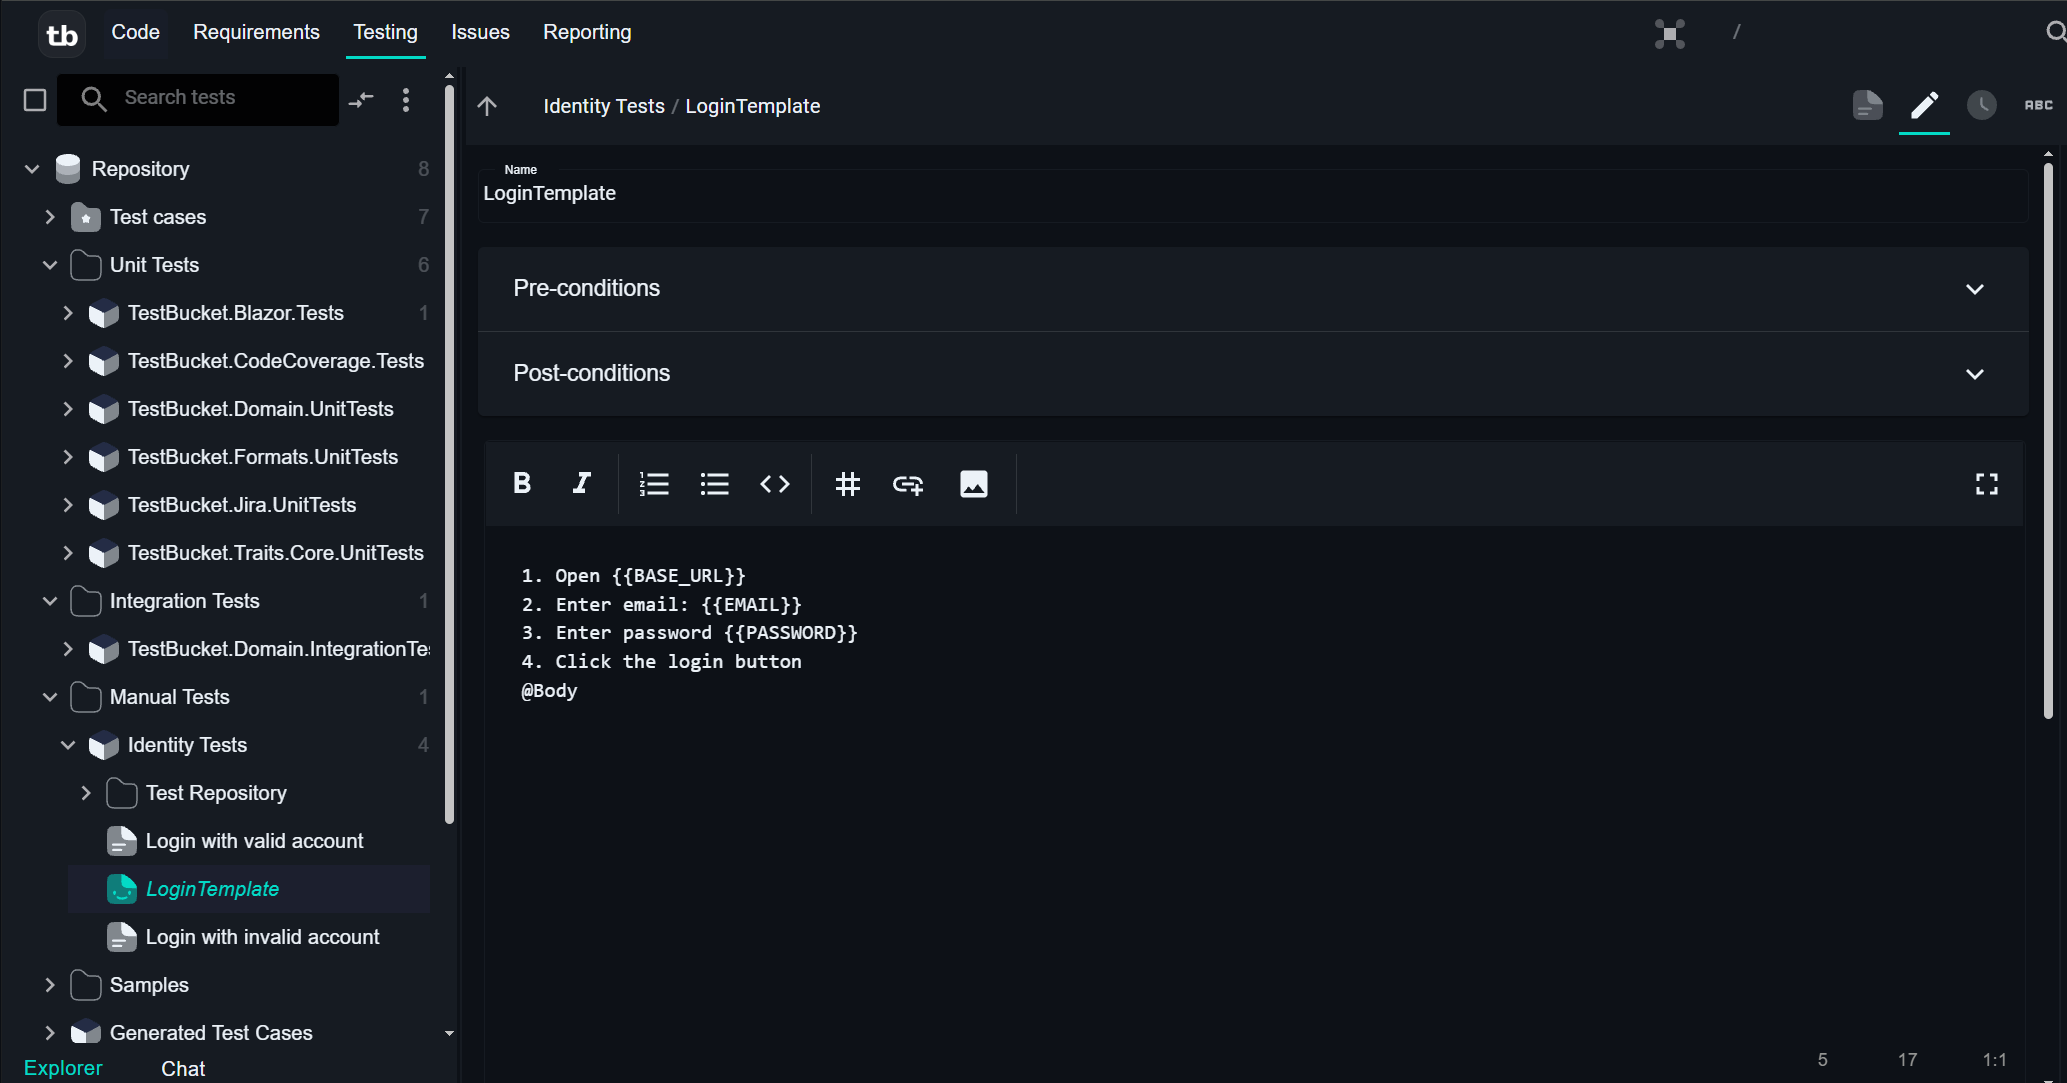 tb Code Requirements Testing Issues Reporting /
Search tests
Identity Tests / LoginTemplate ABC
Repository 8
Test cases 7
Unit Tests 6
TestBucket.Blazor.Tests 1
TestBucket.CodeCoverage.Tests
TestBucket.Domain.UnitTests
TestBucket.Formats.UnitTests
TestBucket.Jira.UnitTests
TestBucket.Traits.Core.UnitTests
Integration Tests 1
TestBucket.Domain.IntegrationTe
Manual Tests 1
Identity Tests 4
Test Repository
Login with valid account
LoginTemplate
Login with invalid account
Samples
Generated Test Cases
Explorer Chat
Name
LoginTemplate
Pre-conditions
Post-conditions
B I
1. Open {{BASE_URL}}
2. Enter email: {{EMAIL}}
3. Enter password {{PASSWORD}}
4. Click the login button
@Body
5 17 1:1